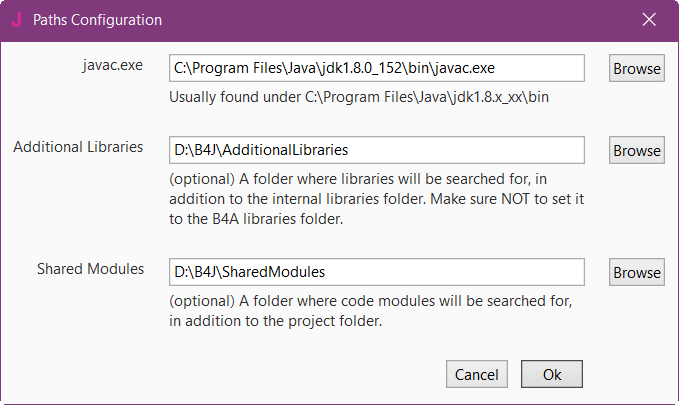 J Paths Configuration
javac.exe C:\Program Files\Java\jdk1.8.0_152\bin\javac.exe Browse
Usually found under C:\Program Files\Java\jdk1.8.x_xx\bin
Additional Libraries D:\B4J\AdditionalLibraries Browse
(optional) A folder where libraries will be searched for, in
addition to the internal libraries folder. Make sure NOT to set it
to the B4A libraries folder.
Shared Modules D:\B4J\SharedModules Browse
(optional) A folder where code modules will be searched for,
in addition to the project folder.
Cancel Ok